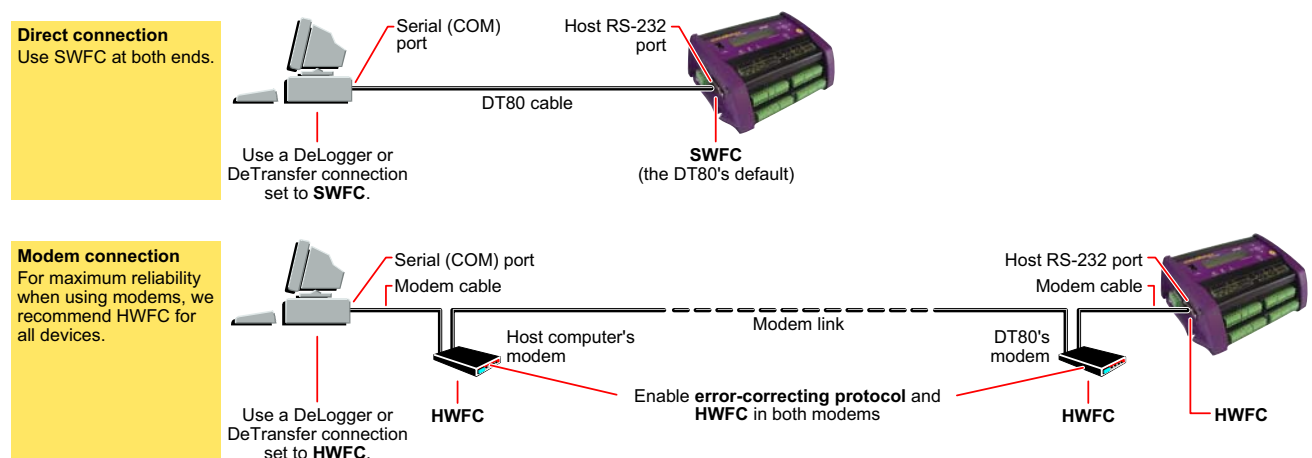 Direct connection
Use SWFC at both ends.
Serial (COM)
port
Host RS-232
port
DT80 cable
Use a DeLogger or
DeTransfer connection
set to SWFC.
SWFC
(the DT80's default)
Modem connection
For maximum reliability
when using modems, we
recommend HWFC for
all devices.
Serial (COM) port
Modem cable
Host RS-232 port
Modem cable
Modem link
Host computer's
modem
DT80's
modem
Enable error-correcting protocol and
HWFC in both modems
HWFC
HWFC
HWFC
Use a DeLogger or
DeTransfer connection
set to HWFC.